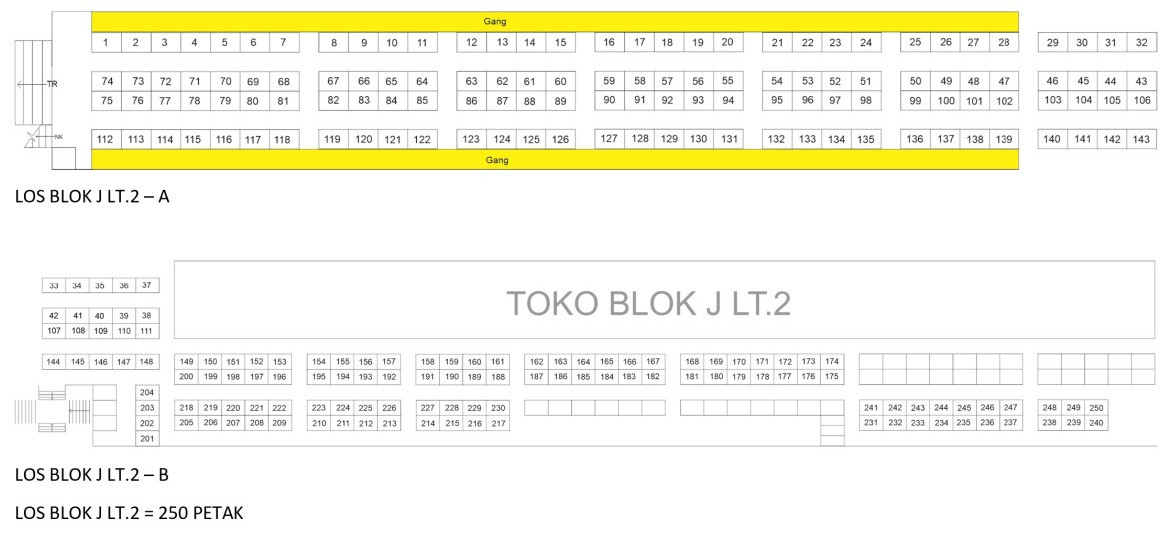 Gang
1 2 3 4 5 6 7 8 9 10 11 12 13 14 15 16 17 18 19 20 21 22 23 24 25 26 27 28 29 30 31 32
74 73 72 71 70 69 68 67 66 65 64 63 62 61 60 59 58 57 56 55 54 53 52 51 50 49 48 47 46 45 44 43
TR
75 76 77 78 79 80 81 82 83 84 85 86 87 88 89 90 91 92 93 94 95 96 97 98 99 100 101 102 103 104 105 106
NK
112 113 114 115 116 117 118 119 120 121 122 123 124 125 126 127 128 129 130 131 132 133 134 135 136 137 138 139 140 141 142 143
Gang
LOS BLOK J LT.2 – A
33 34 35 36 37
TOKO BLOK J LT.2
42 41 40 39 38
107 108 109 110 111
144 145 146 147 148 149 150 151 152 153 154 155 156 157 158 159 160 161 162 163 164 165 166 167 168 169 170 171 172 173 174
200 199 198 197 196 195 194 193 192 191 190 189 188 187 186 185 184 183 182 181 180 179 178 177 176 175
204
203 218 219 220 221 222 223 224 225 226 227 228 229 230 241 242 243 244 245 246 247 248 249 250
202 205 206 207 208 209 210 211 212 213 214 215 216 217 231 232 233 234 235 236 237 238 239 240
201
LOS BLOK J LT.2 – B
LOS BLOK J LT.2 = 250 PETAK